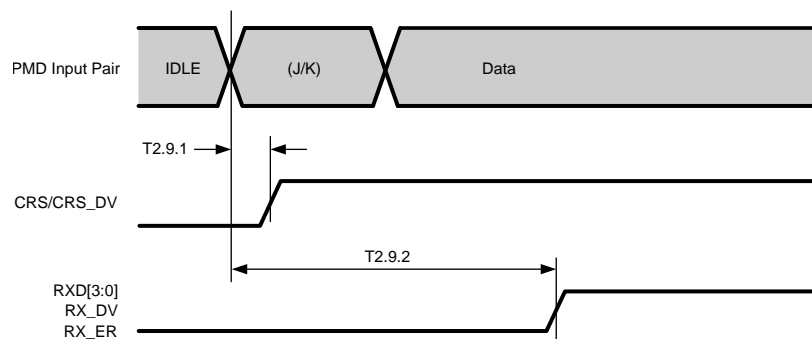 PMD Input Pair
IDLE
(J/K)
Data
T2.9.1
CRS/CRS_DV
T2.9.2
RXD[3:0]
RX_DV
RX_ER